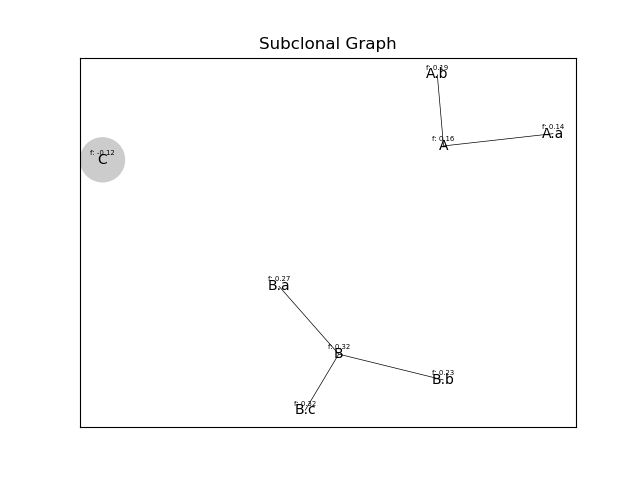 Subclonal Graph
f: 0.19
A.b
f: 0.14
A.a
f: 0.16
A
f: -0.12
C
f: 0.27
B.a
f: 0.32
B
f: 0.23
B.b
f: 0.32
B.c